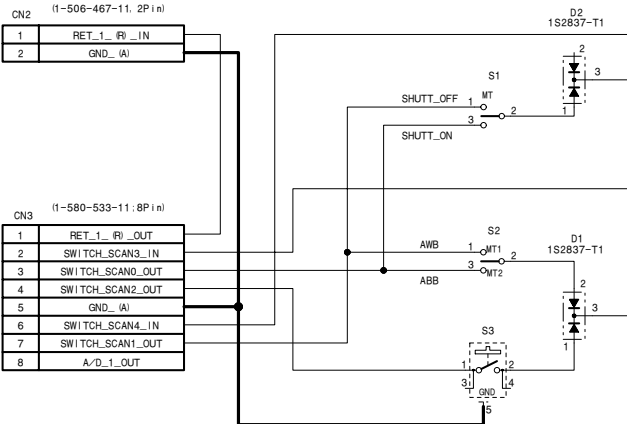 CN2 (1-506-467-11, 2Pin)
1 RET_1_ (R) _IN
2 GND_ (A)
D2
1S2837-T1
2
3
1
S1
MT
SHUTT_OFF 1
2
3
SHUTT_ON
CN3 (1-580-533-11;8Pin)
1 RET_1_ (R) _OUT
2 SWITCH_SCAN3_IN
3 SWITCH_SCAN0_OUT
4 SWITCH_SCAN2_OUT
5 GND_ (A)
6 SWITCH_SCAN4_IN
7 SWITCH_SCAN1_OUT
8 A/D_1_OUT
S2
AWB 1 MT1
2
3 MT2
ABB
D1
1S2837-T1
2
3
1
S3
1 2
3 4
GND
5